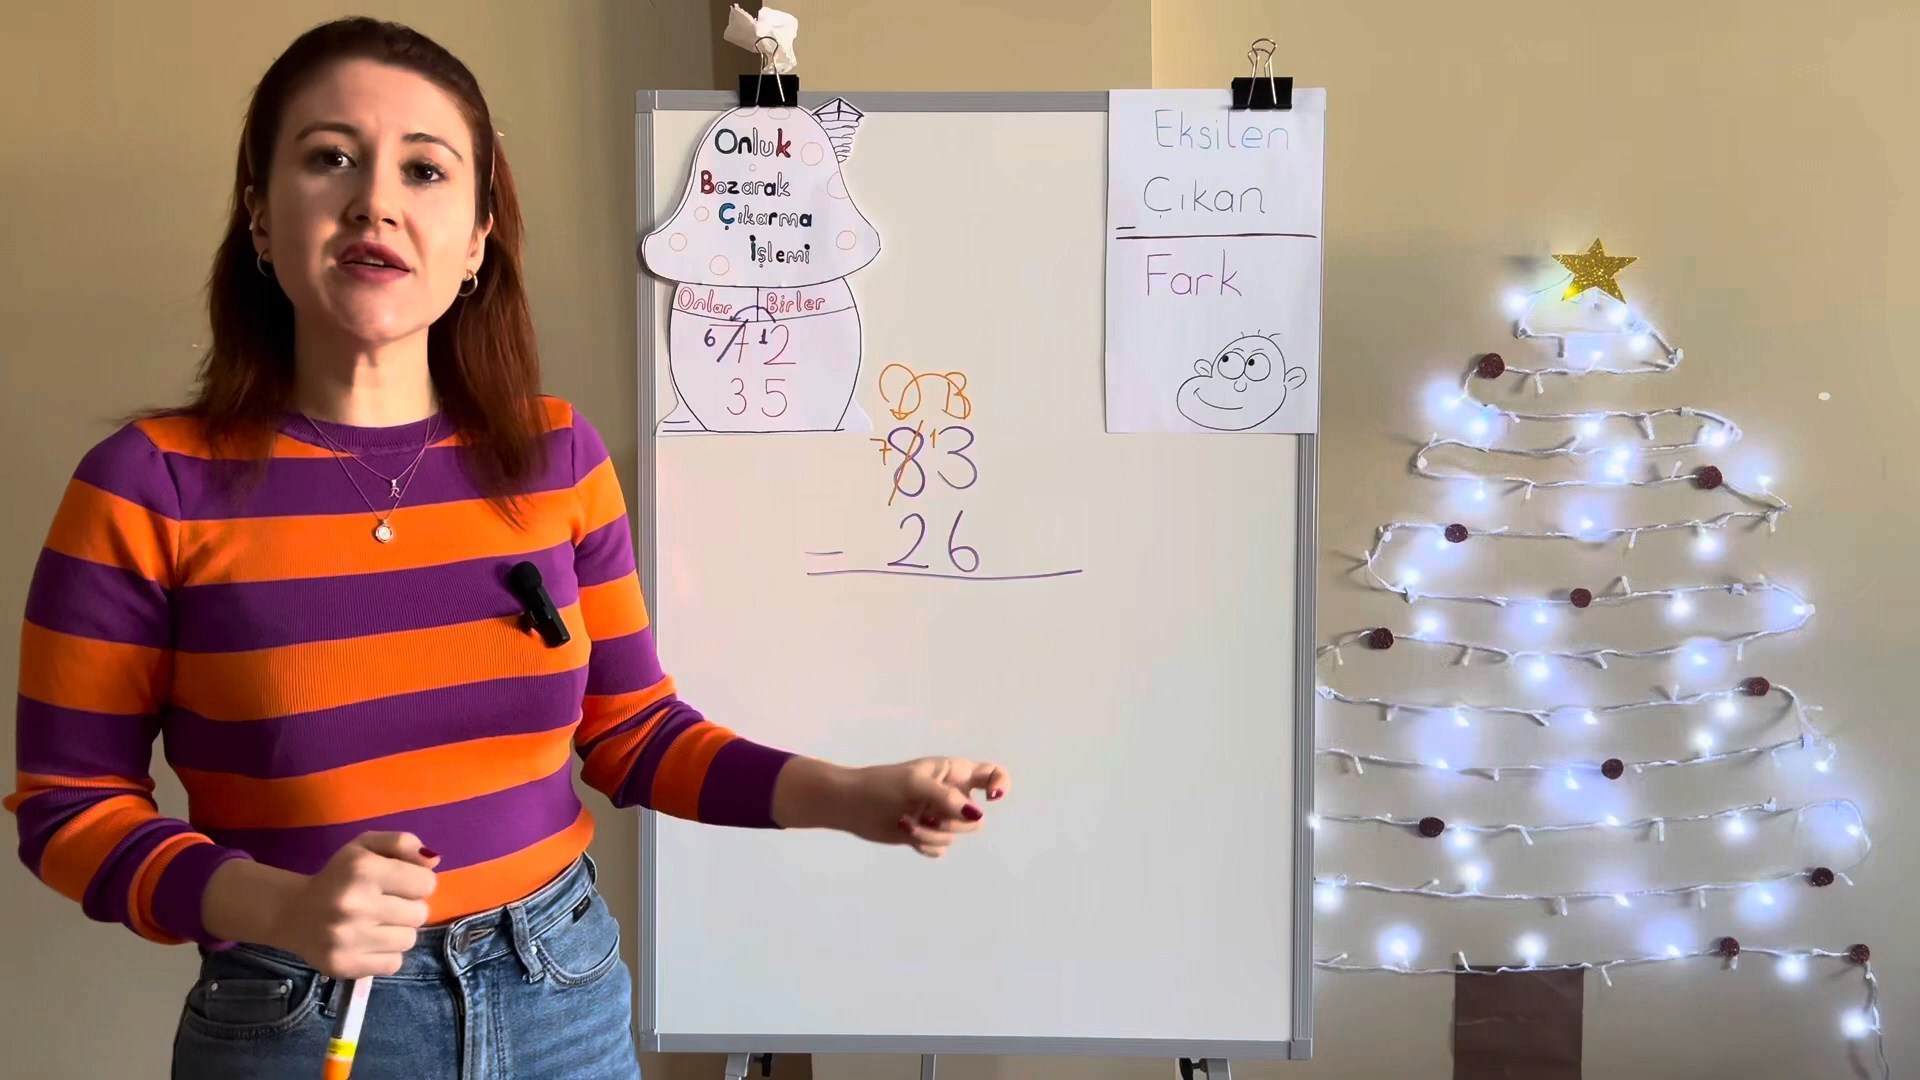 Onluk
Bozarak
Çıkarma
İşlemi
Onlar Birler
6 7 1 2
3 5
O B
7 8 1 3
- 2 6
Eksilen
- Çıkan
Fark
R